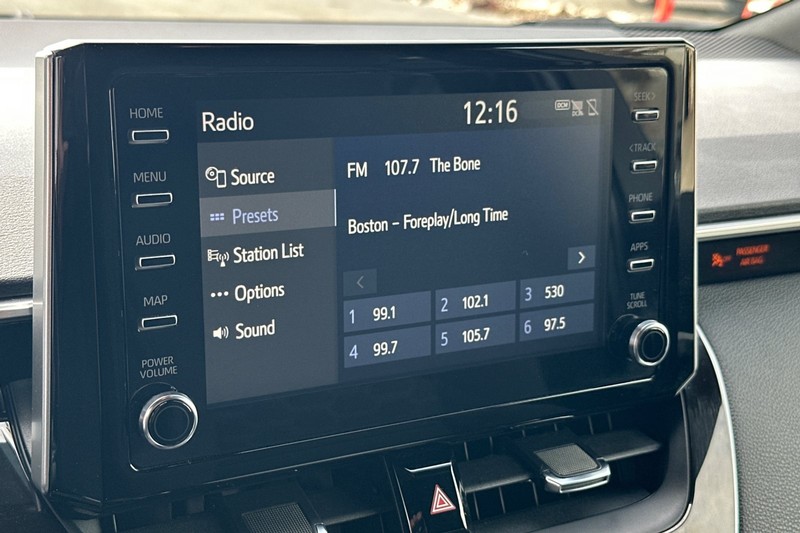 HOME
MENU
AUDIO
MAP
POWER
VOLUME
Radio
12:16
DCM
Source
Presets
Station List
Options
Sound
FM 107.7 The Bone
Boston – Foreplay/Long Time
<
>
1 99.1
2 102.1
3 530
4 99.7
5 105.7
6 97.5
SEEK>
<TRACK
PHONE
APPS
TUNE
SCROLL
PASSENGER
AIR BAG